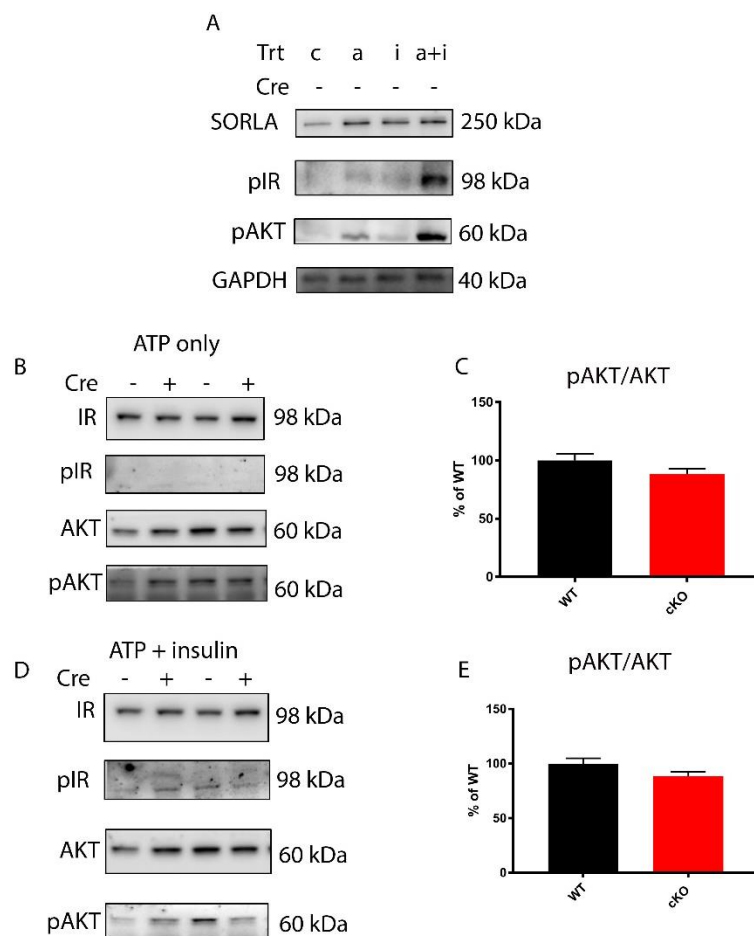 A
Trt c a i a+i
Cre - - - -
SORLA 250 kDa
pIR 98 kDa
pAKT 60 kDa
GAPDH 40 kDa
B
ATP only
Cre - + - +
IR 98 kDa
pIR 98 kDa
AKT 60 kDa
pAKT 60 kDa
C
pAKT/AKT
% of WT
150
100
50
0
WT cKO
D
ATP + insulin
Cre - + - +
IR 98 kDa
pIR 98 kDa
AKT 60 kDa
pAKT 60 kDa
E
pAKT/AKT
% of WT
150
100
50
0
WT cKO